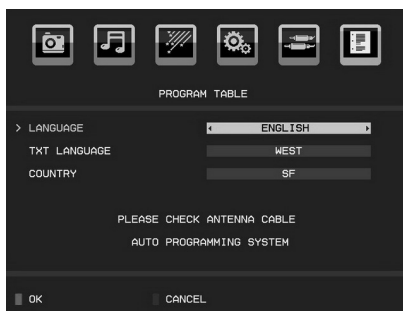 PROGRAM TABLE
> LANGUAGE ENGLISH
TXT LANGUAGE WEST
COUNTRY SF
PLEASE CHECK ANTENNA CABLE
AUTO PROGRAMMING SYSTEM
OK CANCEL